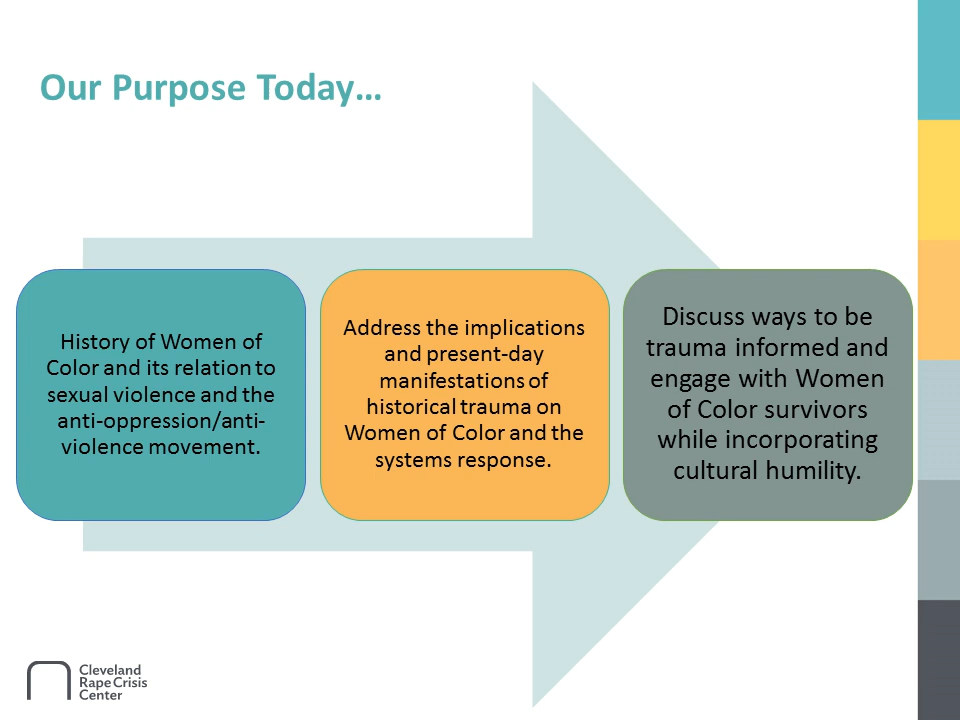 Our Purpose Today…
History of Women of
Color and its relation to
sexual violence and the
anti-oppression/anti-
violence movement.
Address the implications
and present-day
manifestations of
historical trauma on
Women of Color and the
systems response.
Discuss ways to be
trauma informed and
engage with Women
of Color survivors
while incorporating
cultural humility.
Cleveland
Rape Crisis
Center